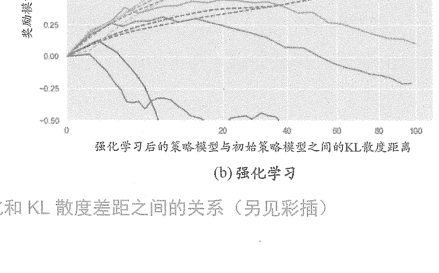 奖励模
0.25
0.00
−0.25
−0.50
0 20 40 60 80 100
强化学习后的策略模型与初始策略模型之间的KL散度距离
(b) 强化学习
和 KL 散度差距之间的关系（另见彩插）